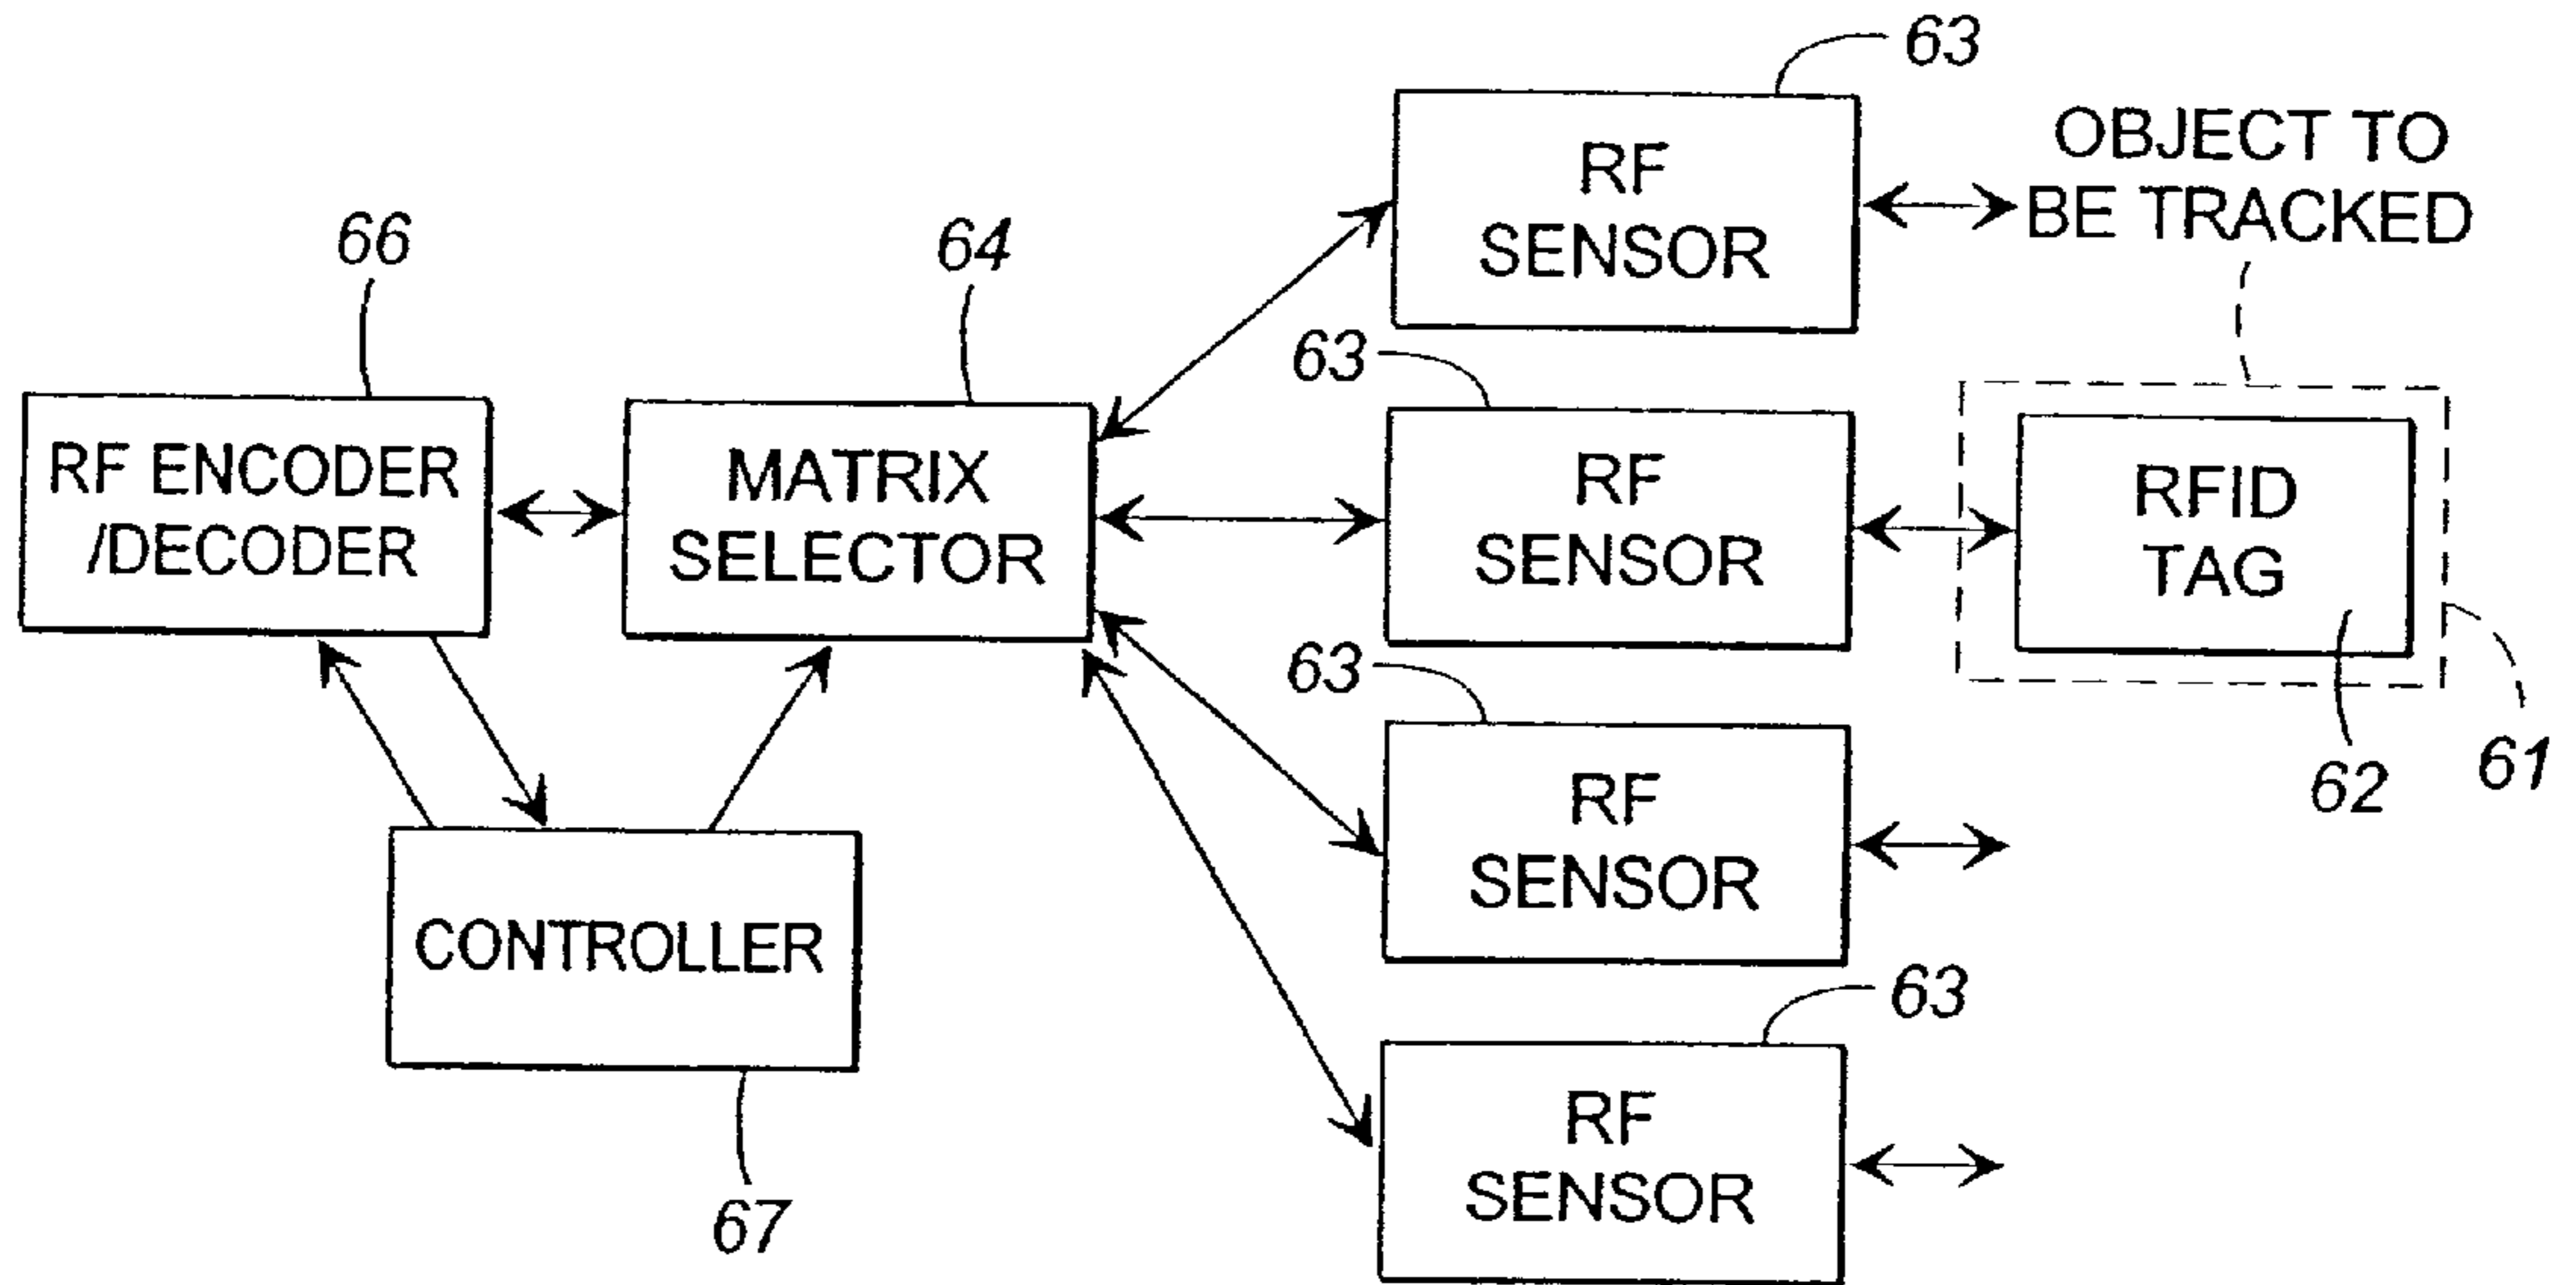 63
OBJECT TO
BE TRACKED
RF
SENSOR
66
64
63
RF ENCODER
/DECODER
MATRIX
SELECTOR
RF
SENSOR
RFID
TAG
63
61
62
RF
SENSOR
CONTROLLER
63
67
RF
SENSOR